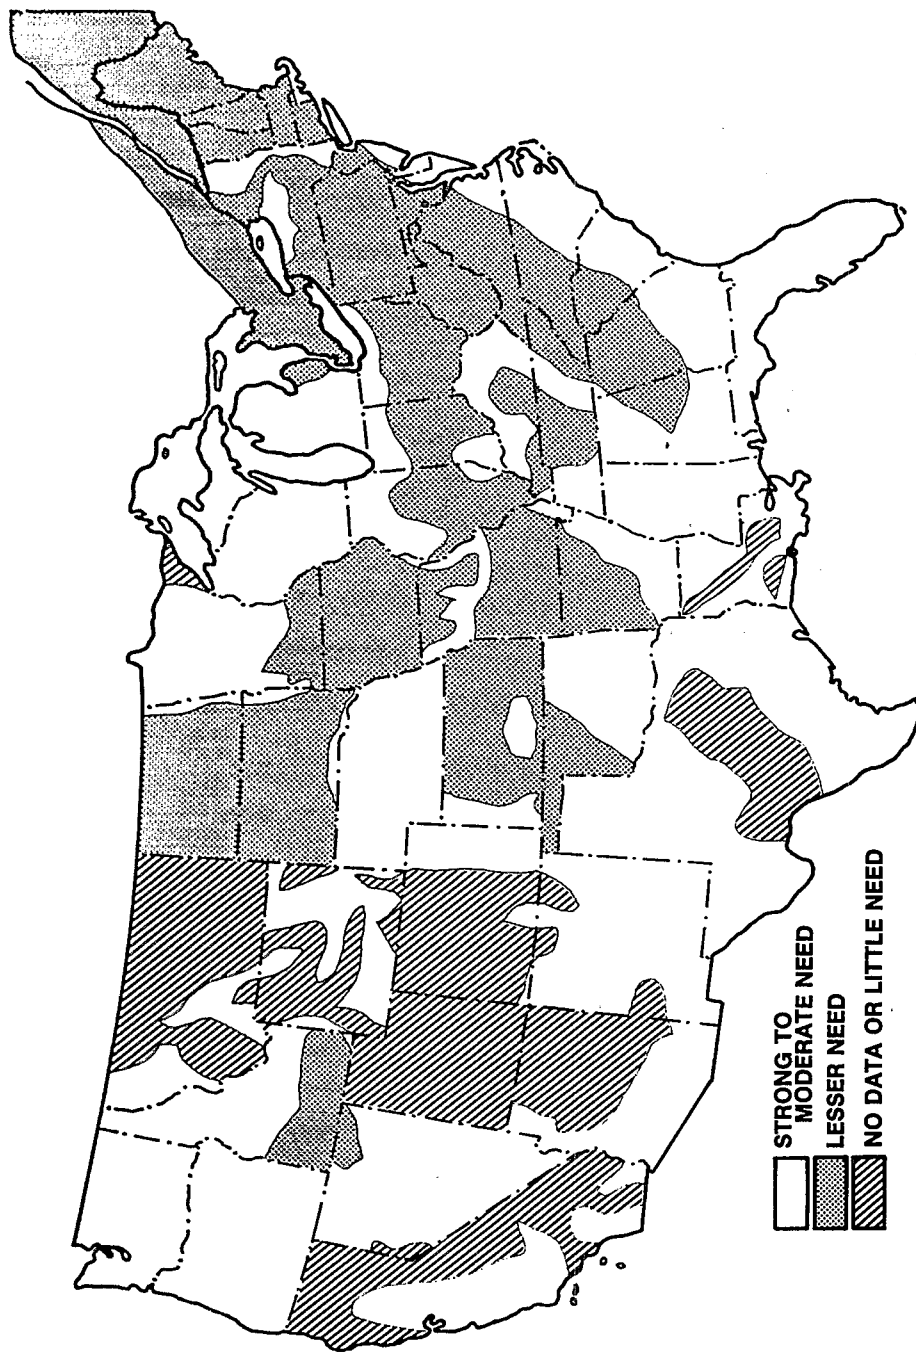 STRONG TO
MODERATE NEED
LESSER NEED
NO DATA OR LITTLE NEED